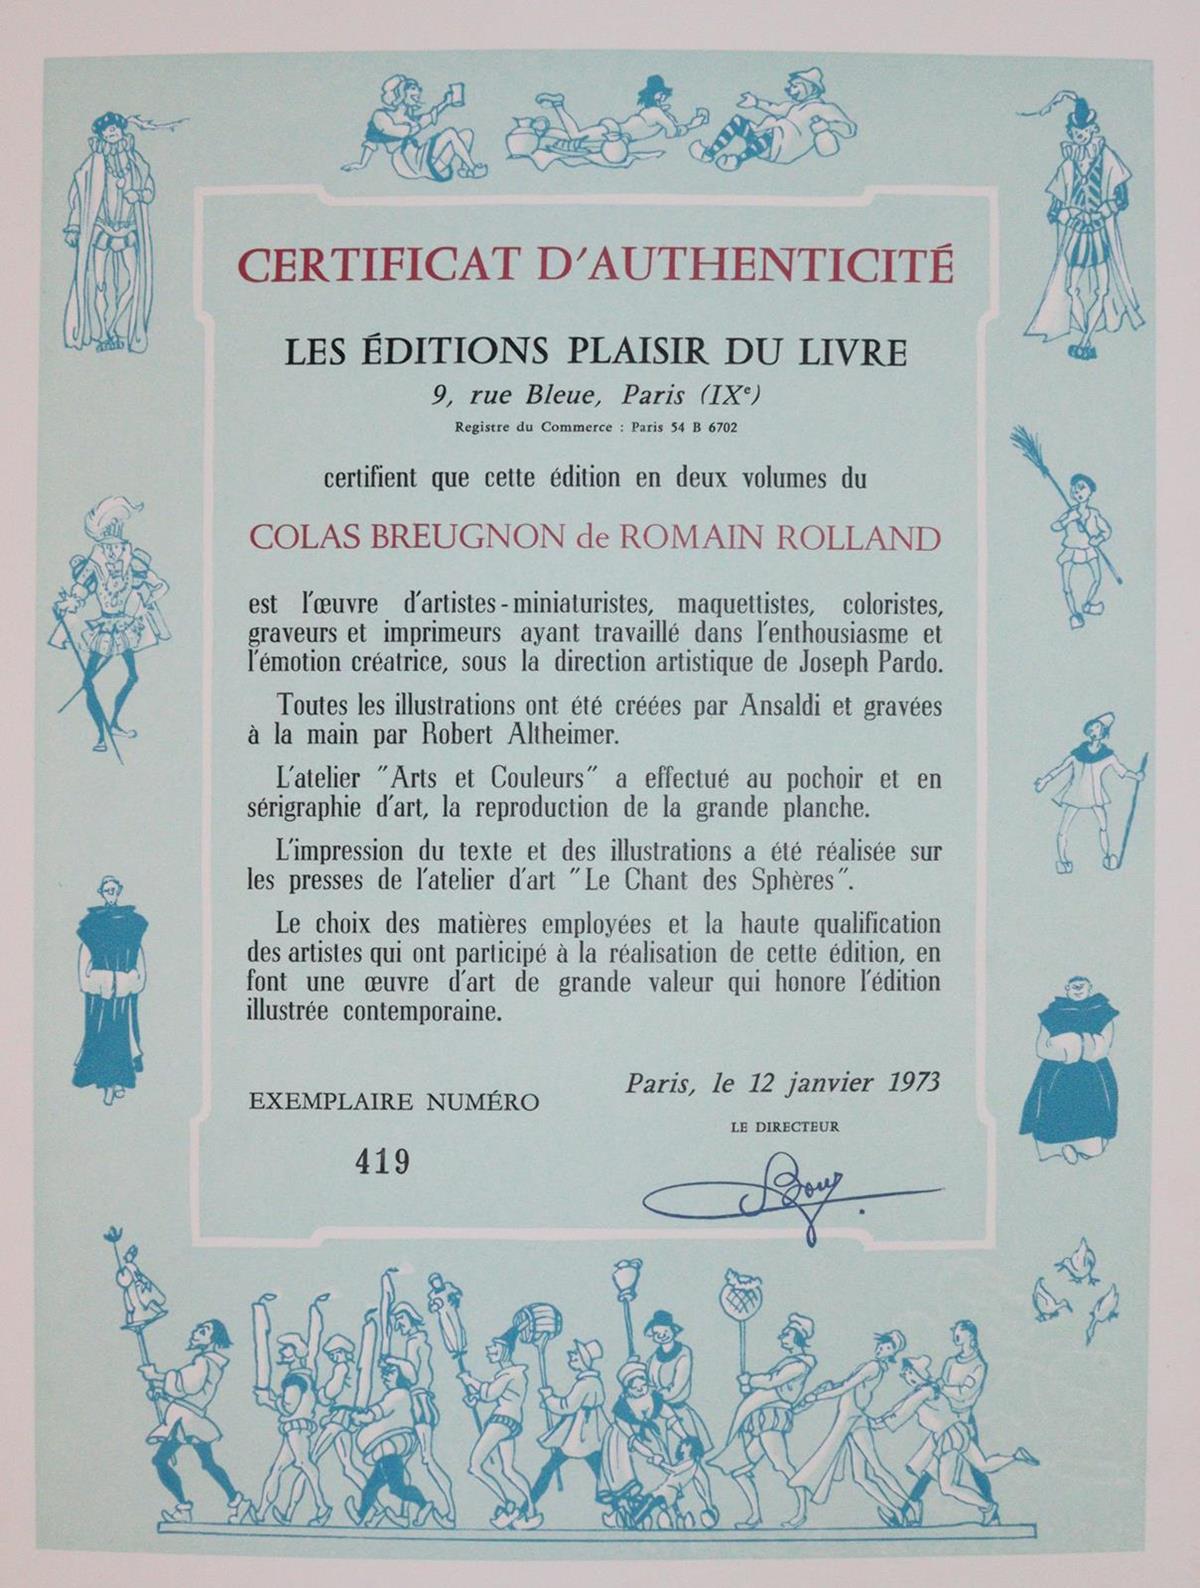 CERTIFICAT D'AUTHENTICITÉ
LES ÉDITIONS PLAISIR DU LIVRE
9, rue Bleue, Paris (IXe)
Registre du Commerce : Paris 54 B 6702
certifient que cette édition en deux volumes du
COLAS BREUGNON de ROMAIN ROLLAND
est l'œuvre d'artistes-miniaturistes, maquettistes, coloristes,
graveurs et imprimeurs ayant travaillé dans l'enthousiasme et
l'émotion créatrice, sous la direction artistique de Joseph Pardo.
Toutes les illustrations ont été créées par Ansaldi et gravées
à la main par Robert Altheimer.
L'atelier "Arts et Couleurs" a effectué au pochoir et en
sérigraphie d'art, la reproduction de la grande planche.
L'impression du texte et des illustrations a été réalisée sur
les presses de l'atelier d'art "Le Chant des Sphères".
Le choix des matières employées et la haute qualification
des artistes qui ont participé à la réalisation de cette édition, en
font une œuvre d'art de grande valeur qui honore l'édition
illustrée contemporaine.
Paris, le 12 janvier 1973
EXEMPLAIRE NUMÉRO
LE DIRECTEUR
419